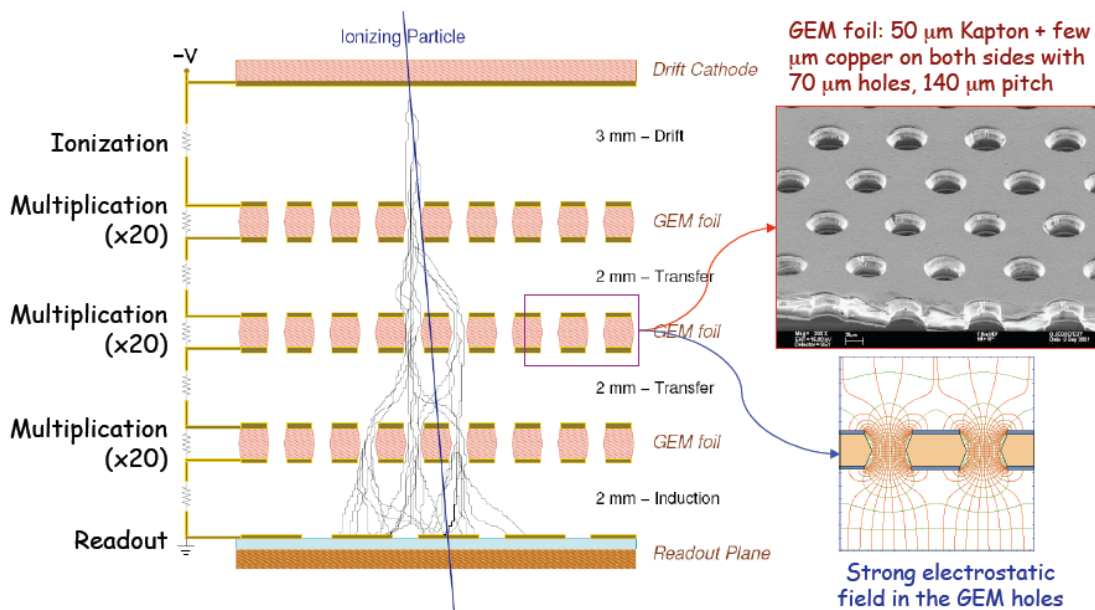 Ionizing Particle
−V
Drift Cathode
Ionization
3 mm – Drift
Multiplication
(x20)
GEM foil
2 mm – Transfer
Multiplication
(x20)
GEM foil
2 mm – Transfer
Multiplication
(x20)
GEM foil
2 mm – Induction
Readout
Readout Plane
GEM foil: 50 μm Kapton + few
μm copper on both sides with
70 μm holes, 140 μm pitch
Strong electrostatic
field in the GEM holes